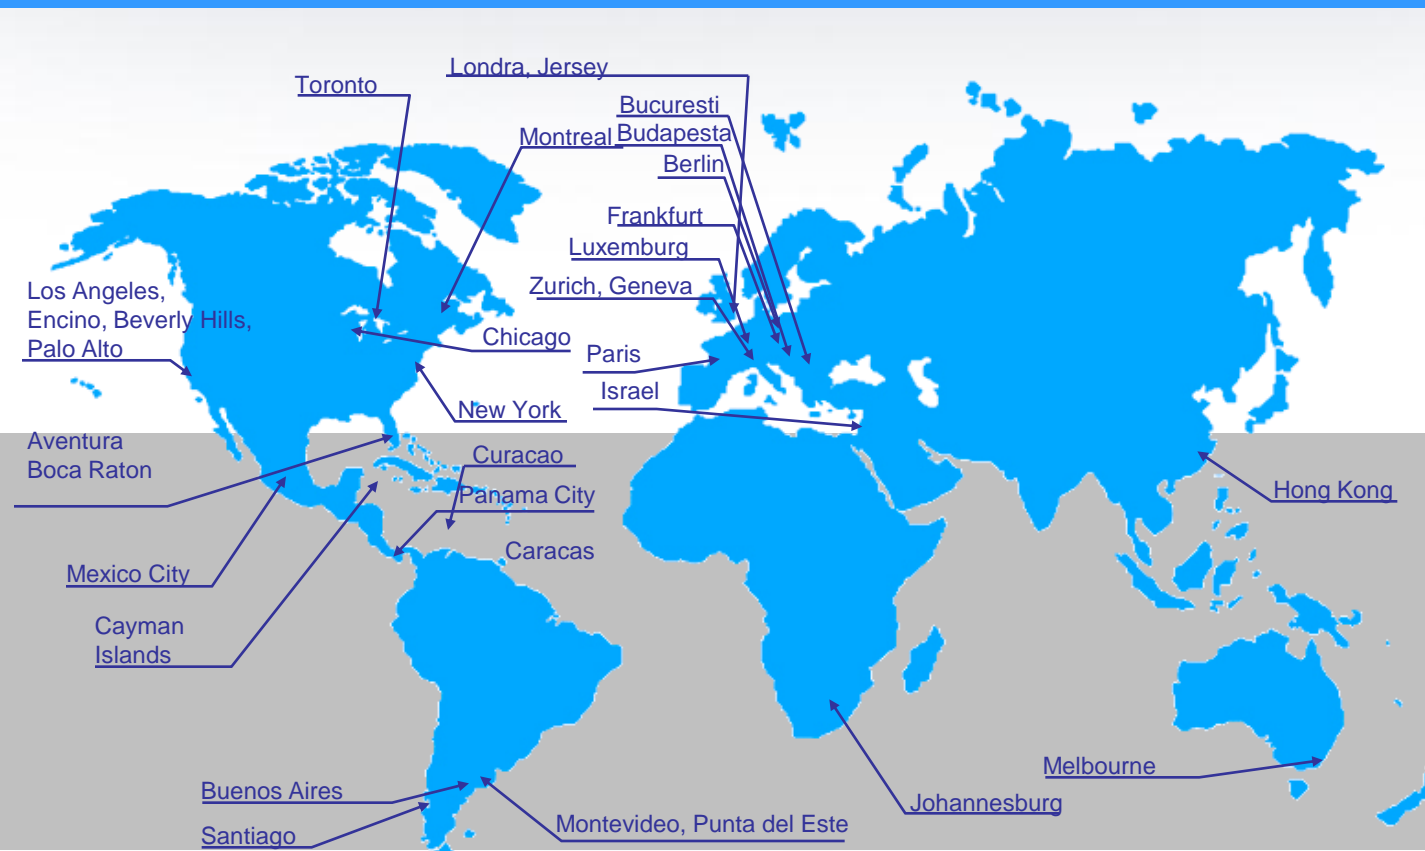 Londra, Jersey
Toronto
Bucuresti
Montreal
Budapesta
Berlin
Frankfurt
Luxemburg
Zurich, Geneva
Los Angeles,
Encino, Beverly Hills,
Palo Alto
Chicago
Paris
Israel
New York
Aventura
Boca Raton
Curacao
Panama City
Hong Kong
Caracas
Mexico City
Cayman
Islands
Melbourne
Buenos Aires
Johannesburg
Montevideo, Punta del Este
Santiago